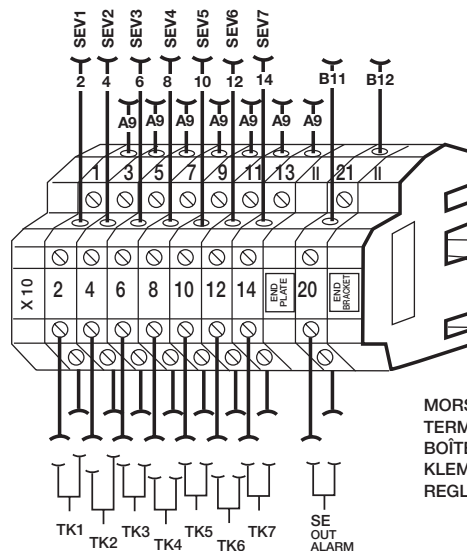 SEV1 SEV2 SEV3 SEV4 SEV5 SEV6 SEV7
2 4 6 8 10 12 14 B11 B12
A9 A9 A9 A9 A9 A9 A9
1 3 5 7 9 11 13 II 21 II
X 10 2 4 6 8 10 12 14 END PLATE 20 END BRACKET
MORS
TERM
BOÎTE
KLEM
REGL
TK1 TK2 TK3 TK4 TK5 TK6 TK7
SE
OUT
ALARM